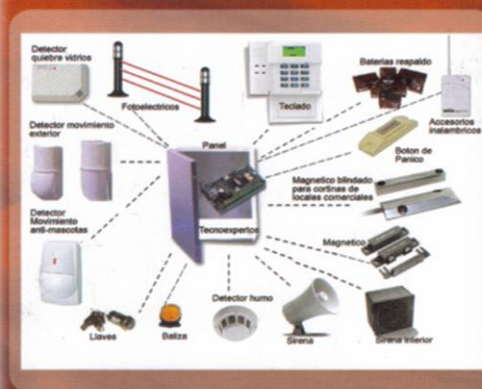 Detector
quiebre vidrios
Fotoelectricos
Teclado
Baterias respaldo
Accesorios
inalambricos
Detector movimiento
exterior
Panel
Boton de
Panico
Magnetico blindado
para cortinas de
locales comerciales
Detector
Movimiento
anti-mascotas
Tecnoexpertos
Magnetico
Llaves
Baliza
Detector humo
Sirena
Sirena interior